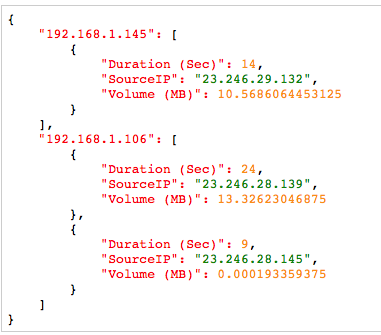 {
    "192.168.1.145": [
        {
            "Duration (Sec)": 14,
            "SourceIP": "23.246.29.132",
            "Volume (MB)": 10.5686064453125
        }
    ],
    "192.168.1.106": [
        {
            "Duration (Sec)": 24,
            "SourceIP": "23.246.28.139",
            "Volume (MB)": 13.32623046875
        },
        {
            "Duration (Sec)": 9,
            "SourceIP": "23.246.28.145",
            "Volume (MB)": 0.000193359375
        }
    ]
}